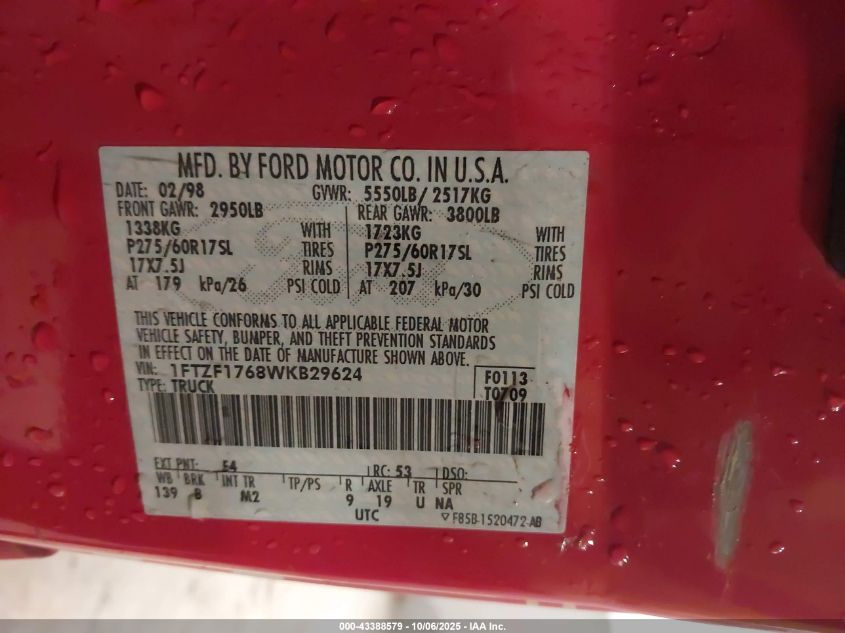 MFD. BY FORD MOTOR CO. IN U.S.A.
DATE: 02/98 GVWR: 5550LB/ 2517KG
FRONT GAWR: 2950LB REAR GAWR: 3800LB
1338KG WITH 1723KG WITH
P275/60R17SL TIRES P275/60R17SL TIRES
17X7.5J RIMS 17X7.5J RIMS
AT 179 kPa/26 PSI COLD AT 207 kPa/30 PSI COLD
THIS VEHICLE CONFORMS TO ALL APPLICABLE FEDERAL MOTOR
VEHICLE SAFETY, BUMPER, AND THEFT PREVENTION STANDARDS
IN EFFECT ON THE DATE OF MANUFACTURE SHOWN ABOVE.
VIN: 1FTZF1768WKB29624 F0113
TYPE: TRUCK T0709
EXT PNT: E4 RC: 53 DSO:
WB BRK INT TR TP/PS R AXLE TR SPR
139 B M2 9 19 U NA
UTC ▽ F85B-1520472-AB
000-43388579 - 10/06/2025 - IAA Inc.